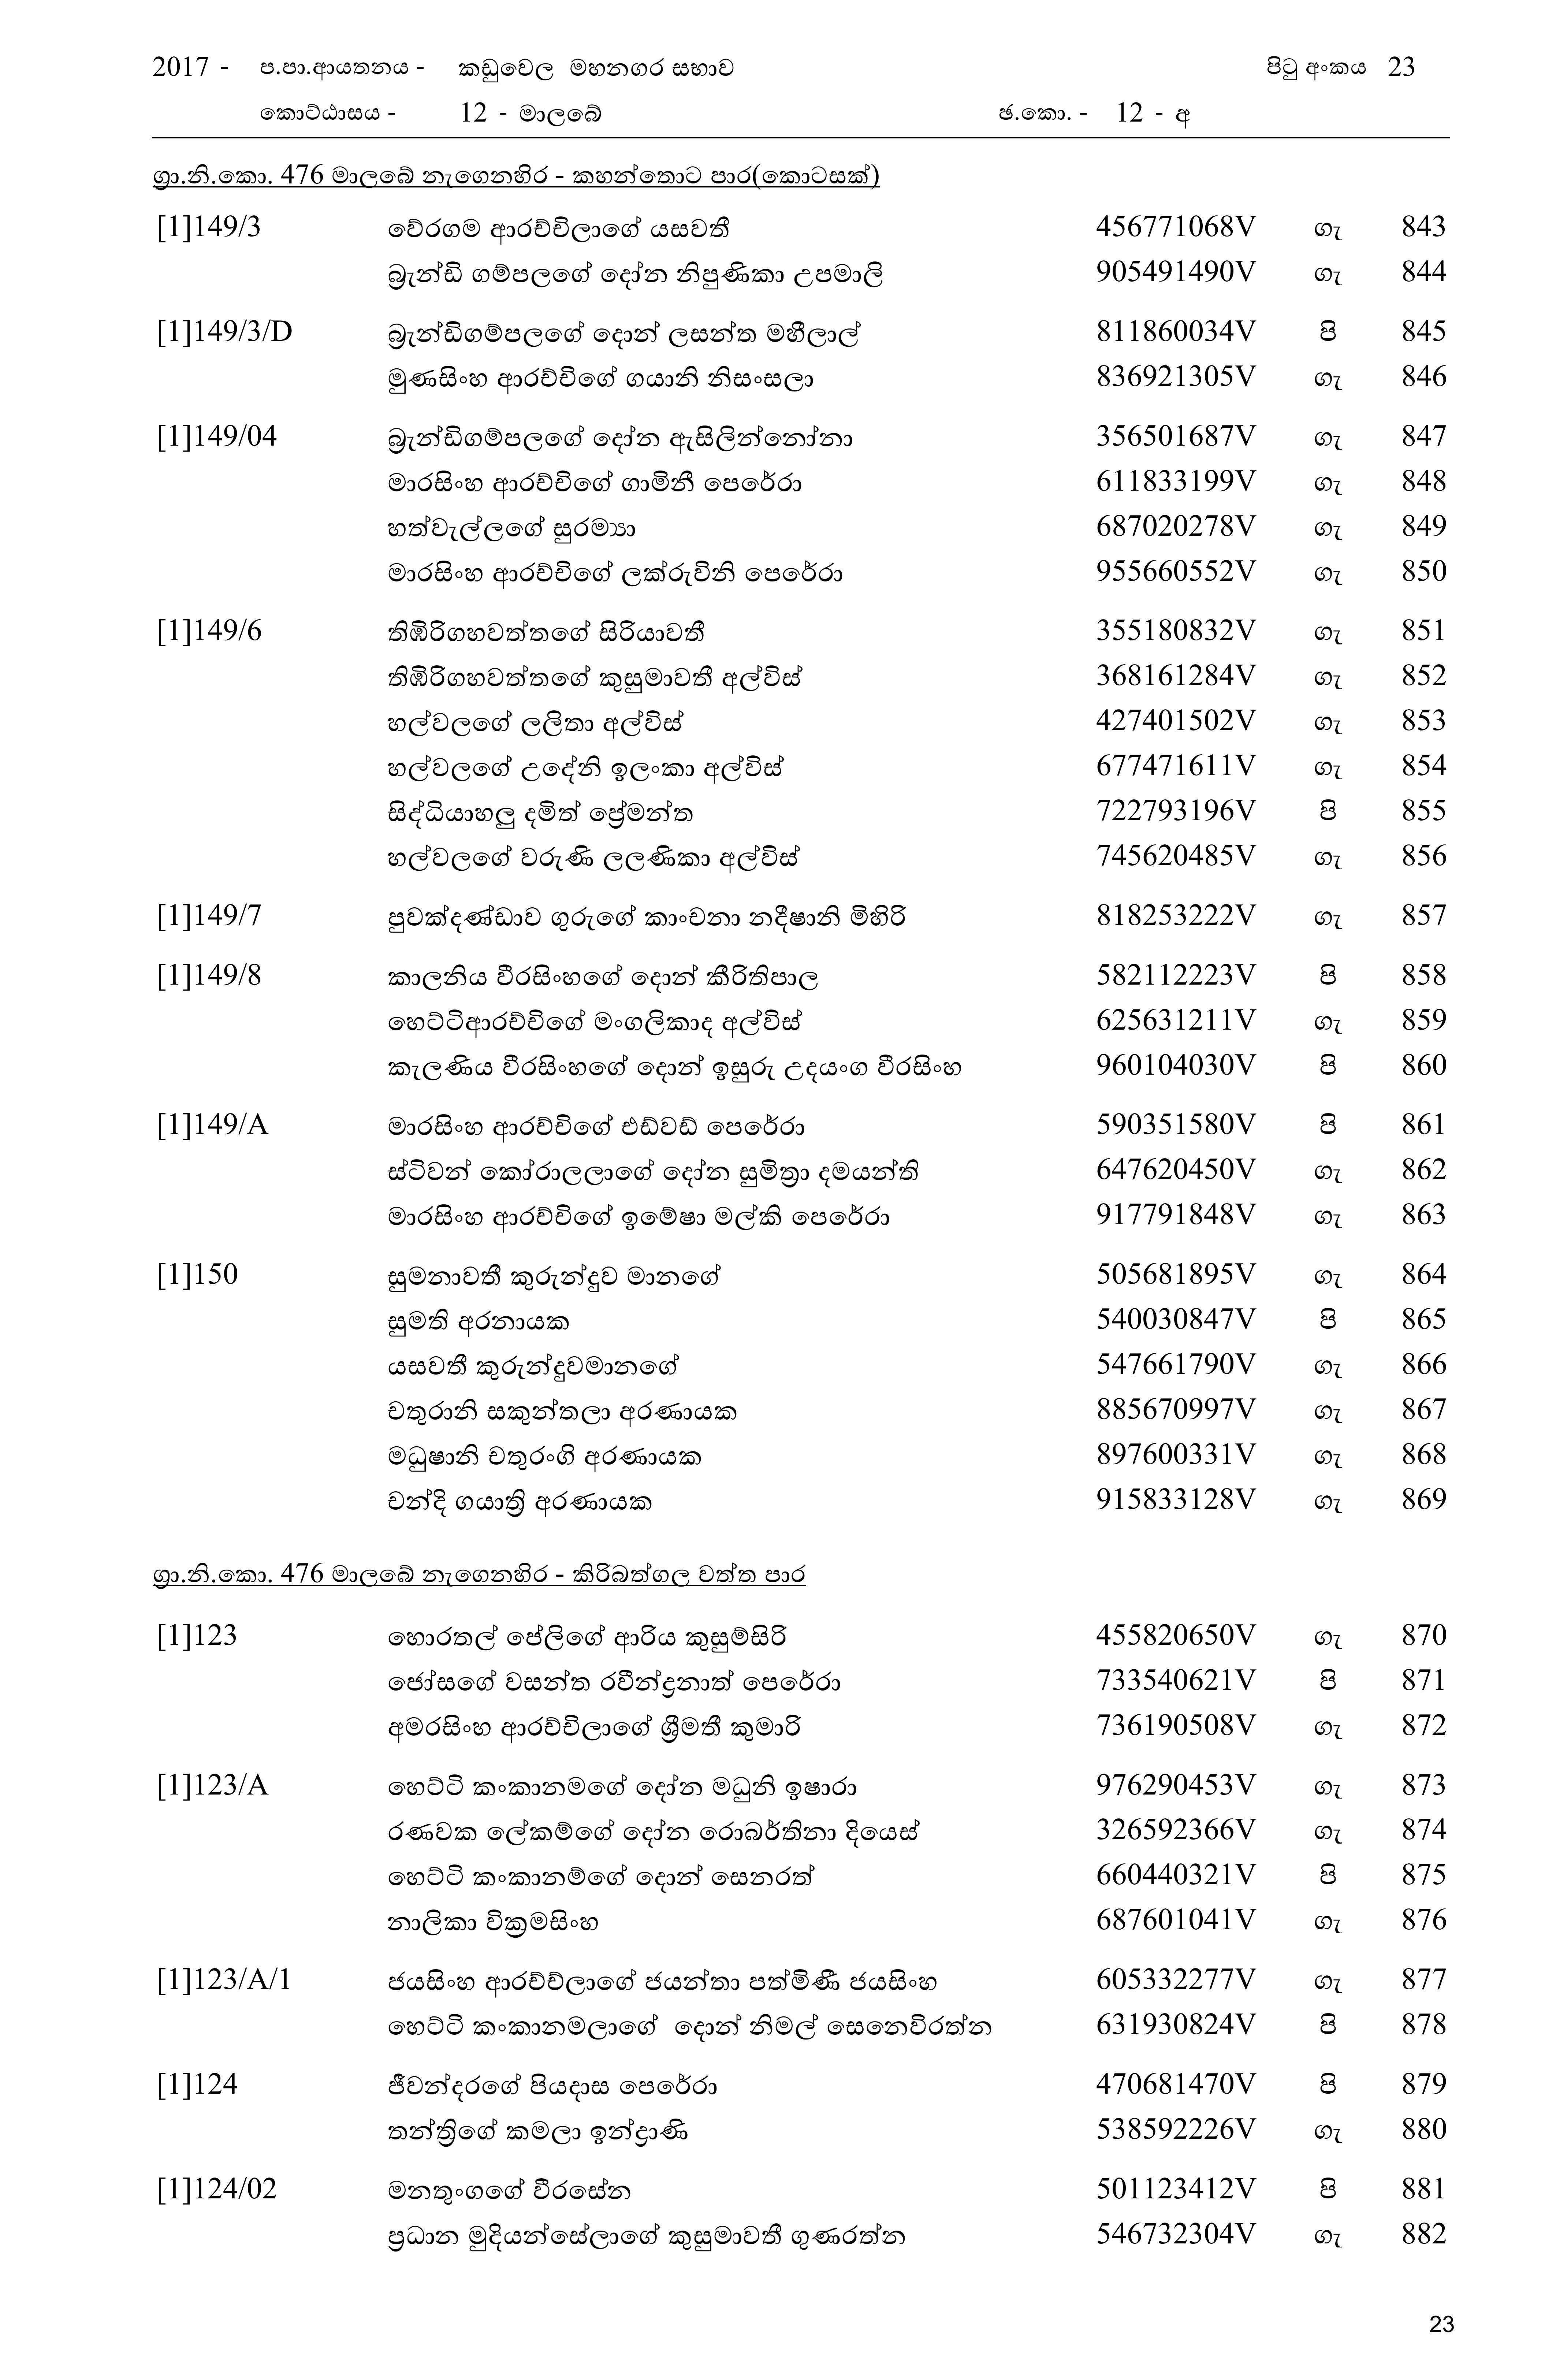 2017 - ප.පා.ආයතනය - කඩුවෙල මහනගර සභාව පිටු අංකය 23
කොට්ඨාසය - 12 - මාලබේ ඡ.කො. - 12 - අ
ග්‍රා.නි.කො. 476 මාලබේ නැගෙනහිර - කහන්තොට පාර(කොටසක්)
[1]149/3 වේරගම ආරච්චිලාගේ යසවතී 456771068V ගැ 843
බ්‍රැන්ඩි ගම්පලගේ දෝන නිපුණිකා උපමාලි 905491490V ගැ 844
[1]149/3/D බ්‍රැන්ඩිගම්පලගේ දොන් ලසන්ත මහීලාල් 811860034V පි 845
මුණසිංහ ආරච්චිගේ ගයානි නිසංසලා 836921305V ගැ 846
[1]149/04 බ්‍රැන්ඩිගම්පලගේ දෝන ඇසිලින්නෝනා 356501687V ගැ 847
මාරසිංහ ආරච්චිගේ ගාමිනී පෙරේරා 611833199V ගැ 848
හත්වැල්ලගේ සුරම්‍යා 687020278V ගැ 849
මාරසිංහ ආරච්චිගේ ලක්රුවිනි පෙරේරා 955660552V ගැ 850
[1]149/6 තිඹිරිගහවත්තගේ සිරියාවතී 355180832V ගැ 851
තිඹිරිගහවත්තගේ කුසුමාවතී අල්විස් 368161284V ගැ 852
හල්වලගේ ලලිතා අල්විස් 427401502V ගැ 853
හල්වලගේ උදේනි ඉලංකා අල්විස් 677471611V ගැ 854
සිද්ධියාහලු දමිත් ප්‍රේමන්ත 722793196V පි 855
හල්වලගේ වරුණි ලලණිකා අල්විස් 745620485V ගැ 856
[1]149/7 පුවක්දණ්ඩාව ගුරුගේ කාංචනා නදීෂානි මිහිරි 818253222V ගැ 857
[1]149/8 කාලනිය වීරසිංහගේ දොන් කීරිතිපාල 582112223V පි 858
හෙට්ටිආරච්චිගේ මංගලිකාද අල්විස් 625631211V ගැ 859
කැලණිය වීරසිංහගේ දොන් ඉසුරු උදයංග වීරසිංහ 960104030V පි 860
[1]149/A මාරසිංහ ආරච්චිගේ එඩ්වඩ් පෙරේරා 590351580V පි 861
ස්ටිවන් කෝරාලලාගේ දෝන සුමිත්‍රා දමයන්ති 647620450V ගැ 862
මාරසිංහ ආරච්චිගේ ඉමේෂා මල්කි පෙරේරා 917791848V ගැ 863
[1]150 සුමනාවතී කුරුන්දුව මානගේ 505681895V ගැ 864
සුමති අරනායක 540030847V පි 865
යසවතී කුරුන්දුවමානගේ 547661790V ගැ 866
චතුරානි සකුන්තලා අරණායක 885670997V ගැ 867
මධුෂානි චතුරංගි අරණායක 897600331V ගැ 868
චන්දි ගයාත්‍රි අරණායක 915833128V ගැ 869
ග්‍රා.නි.කො. 476 මාලබේ නැගෙනහිර - කිරිබත්ගල වත්ත පාර
[1]123 හොරතල් පේලිගේ ආරිය කුසුම්සිරි 455820650V ගැ 870
ජෝසගේ වසන්ත රවීන්ද්‍රනාත් පෙරේරා 733540621V පි 871
අමරසිංහ ආරච්චිලාගේ ශ්‍රීමතී කුමාරි 736190508V ගැ 872
[1]123/A හෙට්ටි කංකානමගේ දෝන මධුනි ඉෂාරා 976290453V ගැ 873
රණවක ලේකම්ගේ දෝන රොබර්තිනා දියෙස් 326592366V ගැ 874
හෙට්ටි කංකානම්ගේ දොන් සෙනරත් 660440321V පි 875
නාලිකා වික්‍රමසිංහ 687601041V ගැ 876
[1]123/A/1 ජයසිංහ ආරච්ච්ලාගේ ජයන්තා පත්මිණී ජයසිංහ 605332277V ගැ 877
හෙට්ටි කංකානමලාගේ දොන් නිමල් සෙනෙවිරත්න 631930824V පි 878
[1]124 ජීවන්දරගේ පියදාස පෙරේරා 470681470V පි 879
තන්ත්‍රිගේ කමලා ඉන්ද්‍රාණි 538592226V ගැ 880
[1]124/02 මනතුංගගේ වීරසේන 501123412V පි 881
ප්‍රධාන මුදියන්සේලාගේ කුසුමාවතී ගුණරත්න 546732304V ගැ 882
23